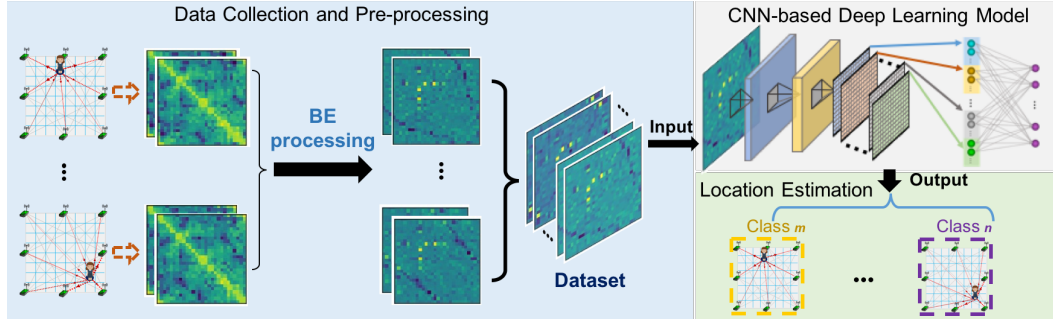 Data Collection and Pre-processing
BE
processing
Dataset
Input
CNN-based Deep Learning Model
Output
Location Estimation
Class m
Class n